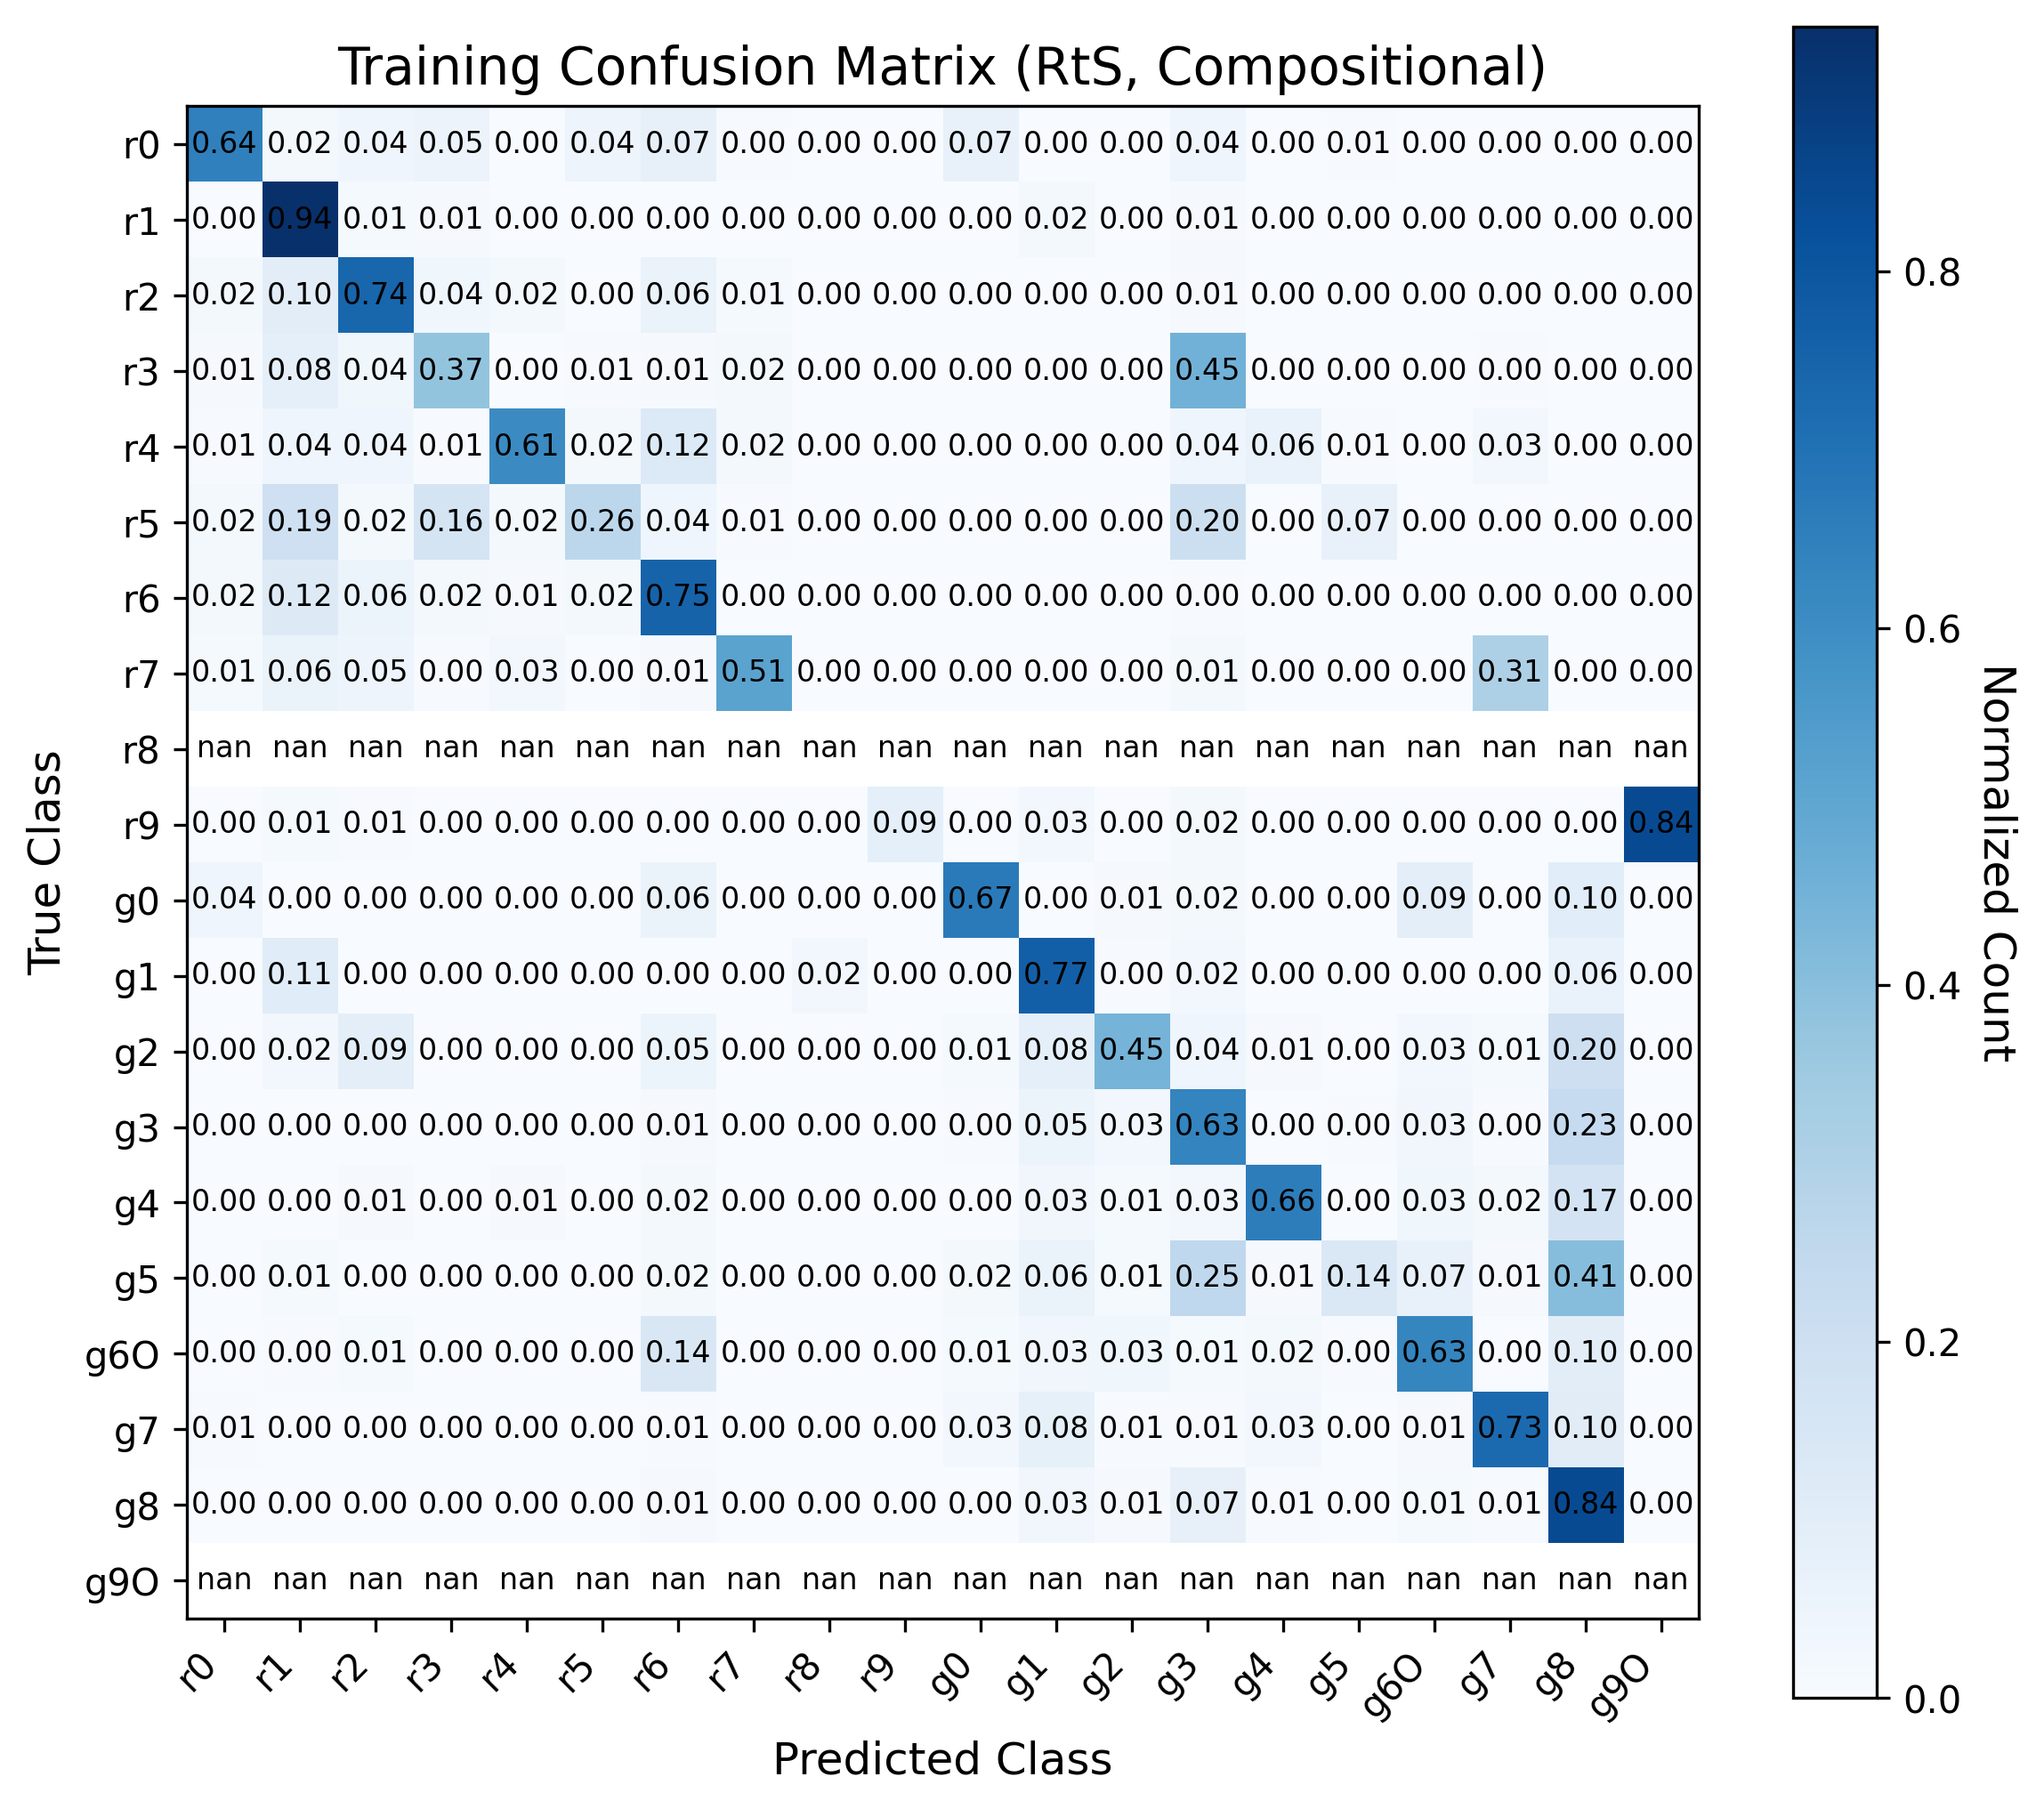 Training Confusion Matrix (RtS, Compositional)
r0 0.64 0.02 0.04 0.05 0.00 0.04 0.07 0.00 0.00 0.00 0.07 0.00 0.00 0.04 0.00 0.01 0.00 0.00 0.00 0.00
r1 0.00 0.94 0.01 0.01 0.00 0.00 0.00 0.00 0.00 0.00 0.00 0.02 0.00 0.01 0.00 0.00 0.00 0.00 0.00 0.00
r2 0.02 0.10 0.74 0.04 0.02 0.00 0.06 0.01 0.00 0.00 0.00 0.00 0.00 0.01 0.00 0.00 0.00 0.00 0.00 0.00
r3 0.01 0.08 0.04 0.37 0.00 0.01 0.01 0.02 0.00 0.00 0.00 0.00 0.00 0.45 0.00 0.00 0.00 0.00 0.00 0.00
r4 0.01 0.04 0.04 0.01 0.61 0.02 0.12 0.02 0.00 0.00 0.00 0.00 0.00 0.04 0.06 0.01 0.00 0.03 0.00 0.00
r5 0.02 0.19 0.02 0.16 0.02 0.26 0.04 0.01 0.00 0.00 0.00 0.00 0.00 0.20 0.00 0.07 0.00 0.00 0.00 0.00
r6 0.02 0.12 0.06 0.02 0.01 0.02 0.75 0.00 0.00 0.00 0.00 0.00 0.00 0.00 0.00 0.00 0.00 0.00 0.00 0.00
r7 0.01 0.06 0.05 0.00 0.03 0.00 0.01 0.51 0.00 0.00 0.00 0.00 0.00 0.01 0.00 0.00 0.00 0.31 0.00 0.00
r8 nan nan nan nan nan nan nan nan nan nan nan nan nan nan nan nan nan nan nan nan
r9 0.00 0.01 0.01 0.00 0.00 0.00 0.00 0.00 0.00 0.09 0.00 0.03 0.00 0.02 0.00 0.00 0.00 0.00 0.00 0.84
g0 0.04 0.00 0.00 0.00 0.00 0.00 0.06 0.00 0.00 0.00 0.67 0.00 0.01 0.02 0.00 0.00 0.09 0.00 0.10 0.00
g1 0.00 0.11 0.00 0.00 0.00 0.00 0.00 0.00 0.02 0.00 0.00 0.77 0.00 0.02 0.00 0.00 0.00 0.00 0.06 0.00
g2 0.00 0.02 0.09 0.00 0.00 0.00 0.05 0.00 0.00 0.00 0.01 0.08 0.45 0.04 0.01 0.00 0.03 0.01 0.20 0.00
g3 0.00 0.00 0.00 0.00 0.00 0.00 0.01 0.00 0.00 0.00 0.00 0.05 0.03 0.63 0.00 0.00 0.03 0.00 0.23 0.00
g4 0.00 0.00 0.01 0.00 0.01 0.00 0.02 0.00 0.00 0.00 0.00 0.03 0.01 0.03 0.66 0.00 0.03 0.02 0.17 0.00
g5 0.00 0.01 0.00 0.00 0.00 0.00 0.02 0.00 0.00 0.00 0.02 0.06 0.01 0.25 0.01 0.14 0.07 0.01 0.41 0.00
g6O 0.00 0.00 0.01 0.00 0.00 0.00 0.14 0.00 0.00 0.00 0.01 0.03 0.03 0.01 0.02 0.00 0.63 0.00 0.10 0.00
g7 0.01 0.00 0.00 0.00 0.00 0.00 0.01 0.00 0.00 0.00 0.03 0.08 0.01 0.01 0.03 0.00 0.01 0.73 0.10 0.00
g8 0.00 0.00 0.00 0.00 0.00 0.00 0.01 0.00 0.00 0.00 0.00 0.03 0.01 0.07 0.01 0.00 0.01 0.01 0.84 0.00
g9O nan nan nan nan nan nan nan nan nan nan nan nan nan nan nan nan nan nan nan nan
r0 r1 r2 r3 r4 r5 r6 r7 r8 r9 g0 g1 g2 g3 g4 g5 g6O g7 g8 g9O
Predicted Class
True Class
0.8
0.6
0.4
0.2
0.0
Normalized Count